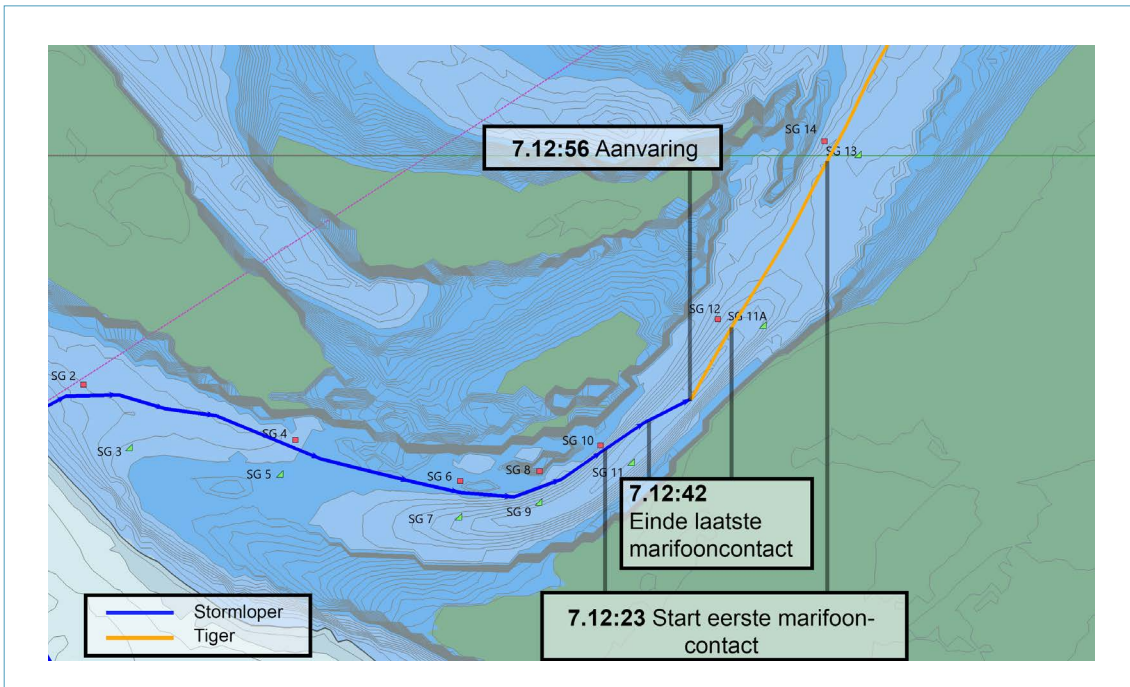 7.12:56 Aanvaring
SG 14
SG 13
SG 12
SG 11A
SG 2
SG 4
SG 3
SG 5
SG 6
SG 8
SG 10
SG 11
SG 7
SG 9
7.12:42
Einde laatste
marifooncontact
7.12:23 Start eerste marifoon-
contact
Stormloper
Tiger